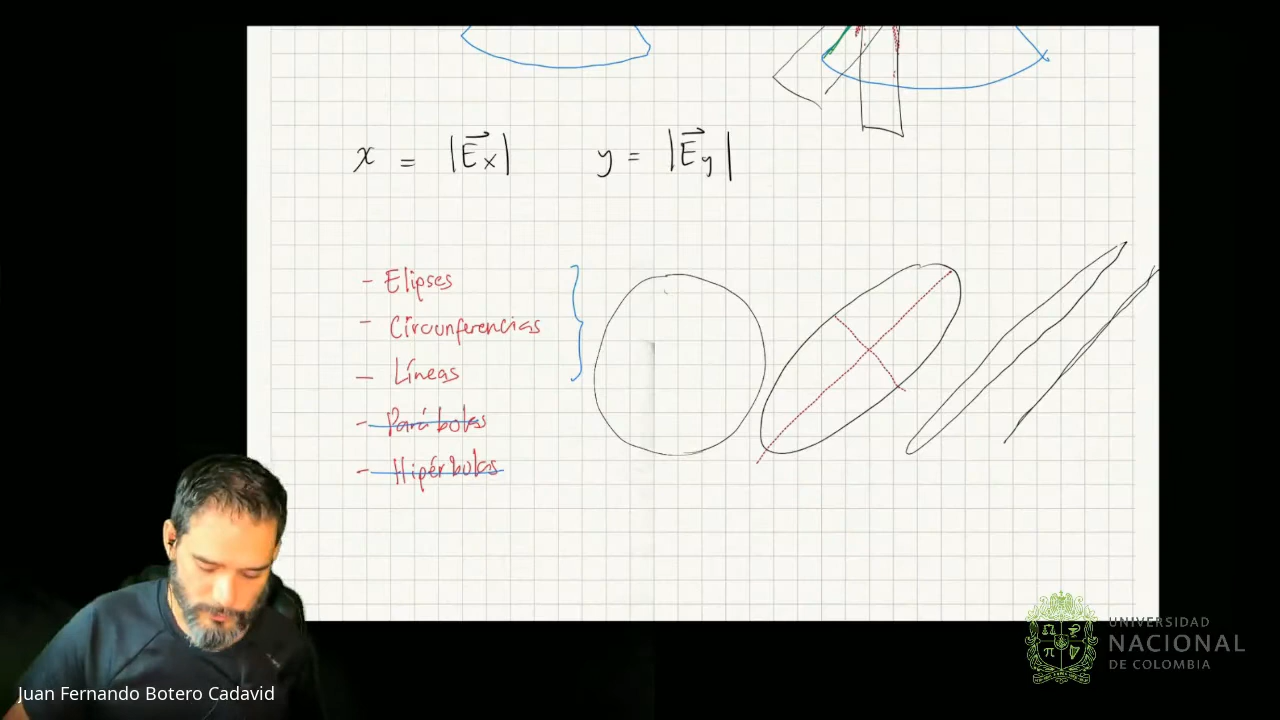 x = |E⃗x| y = |E⃗y|
- Elipses
- Circunferencias
- Líneas
- Parábolas
- Hipérbolas
UNIVERSIDAD
NACIONAL
DE COLOMBIA
Juan Fernando Botero Cadavid